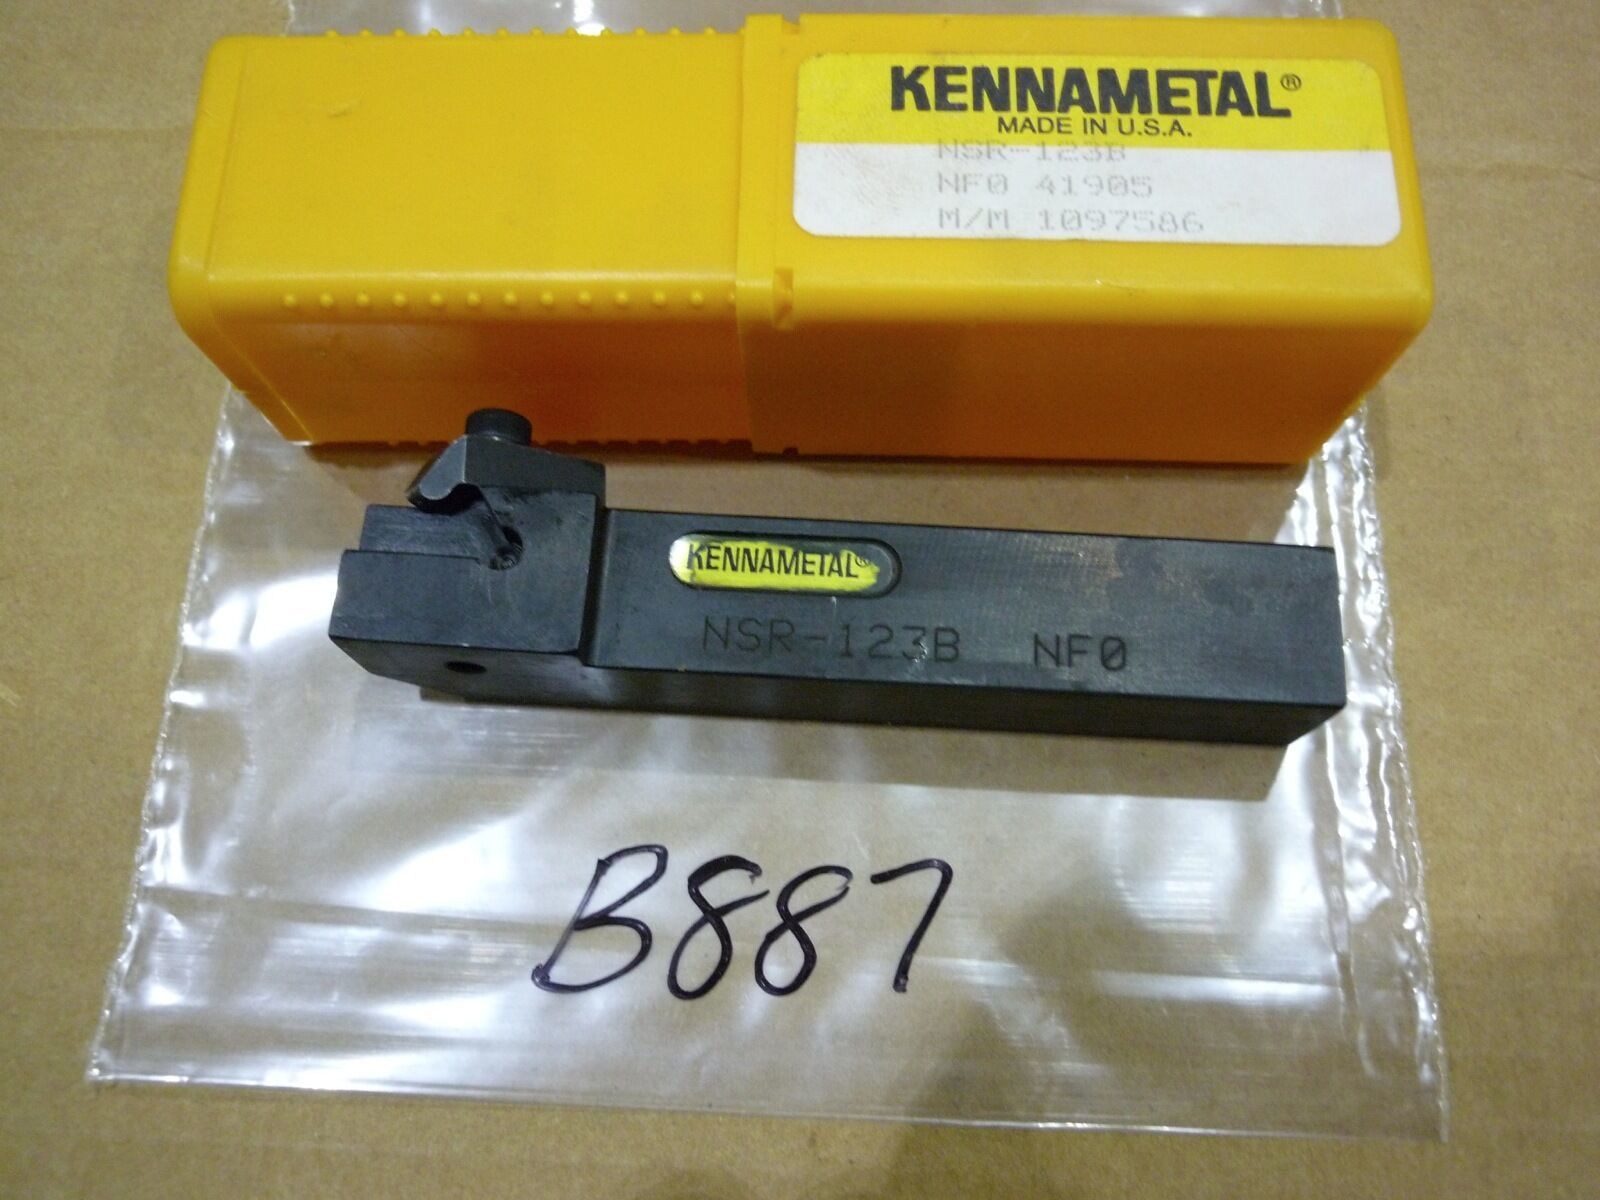 KENNAMETAL®
MADE IN U.S.A.
NSR-123B
NF0 41905
M/M 1097586
KENNAMETAL®
NSR-123B NF0
B887